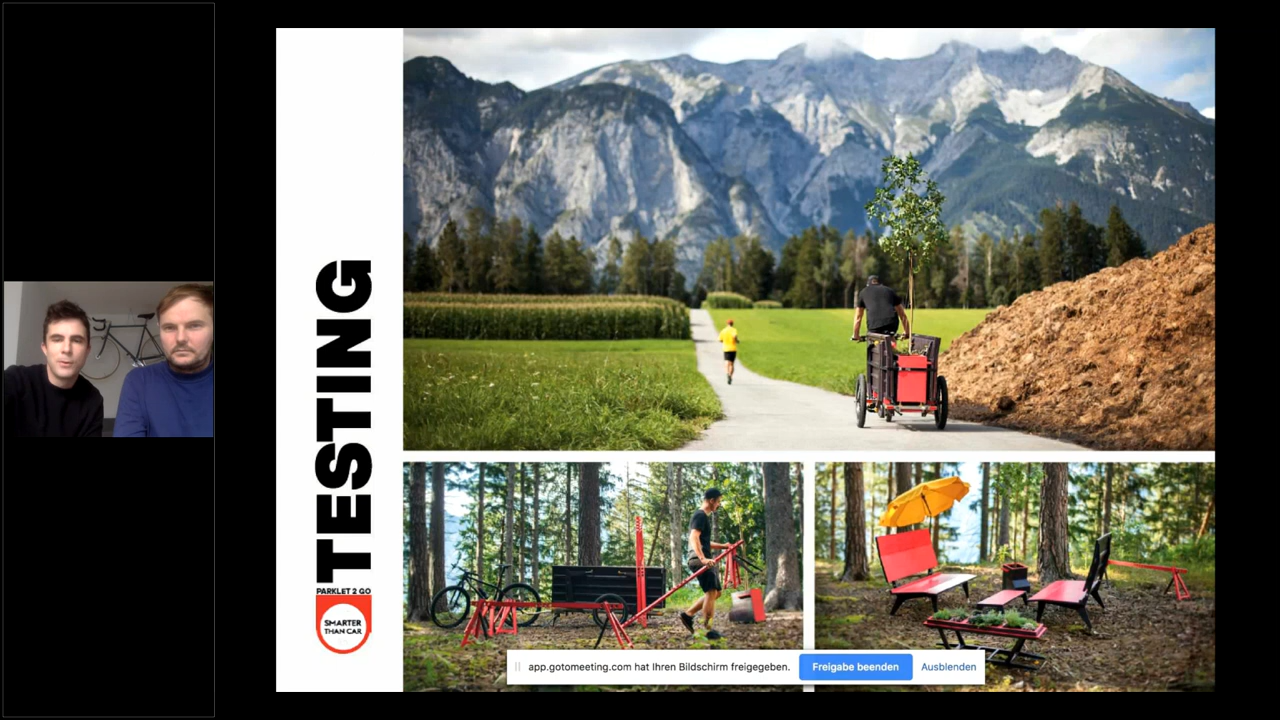 TESTING
PARKLET 2 GO
SMARTER
THAN CAR
app.gotomeeting.com hat Ihren Bildschirm freigegeben.
Freigabe beenden
Ausblenden